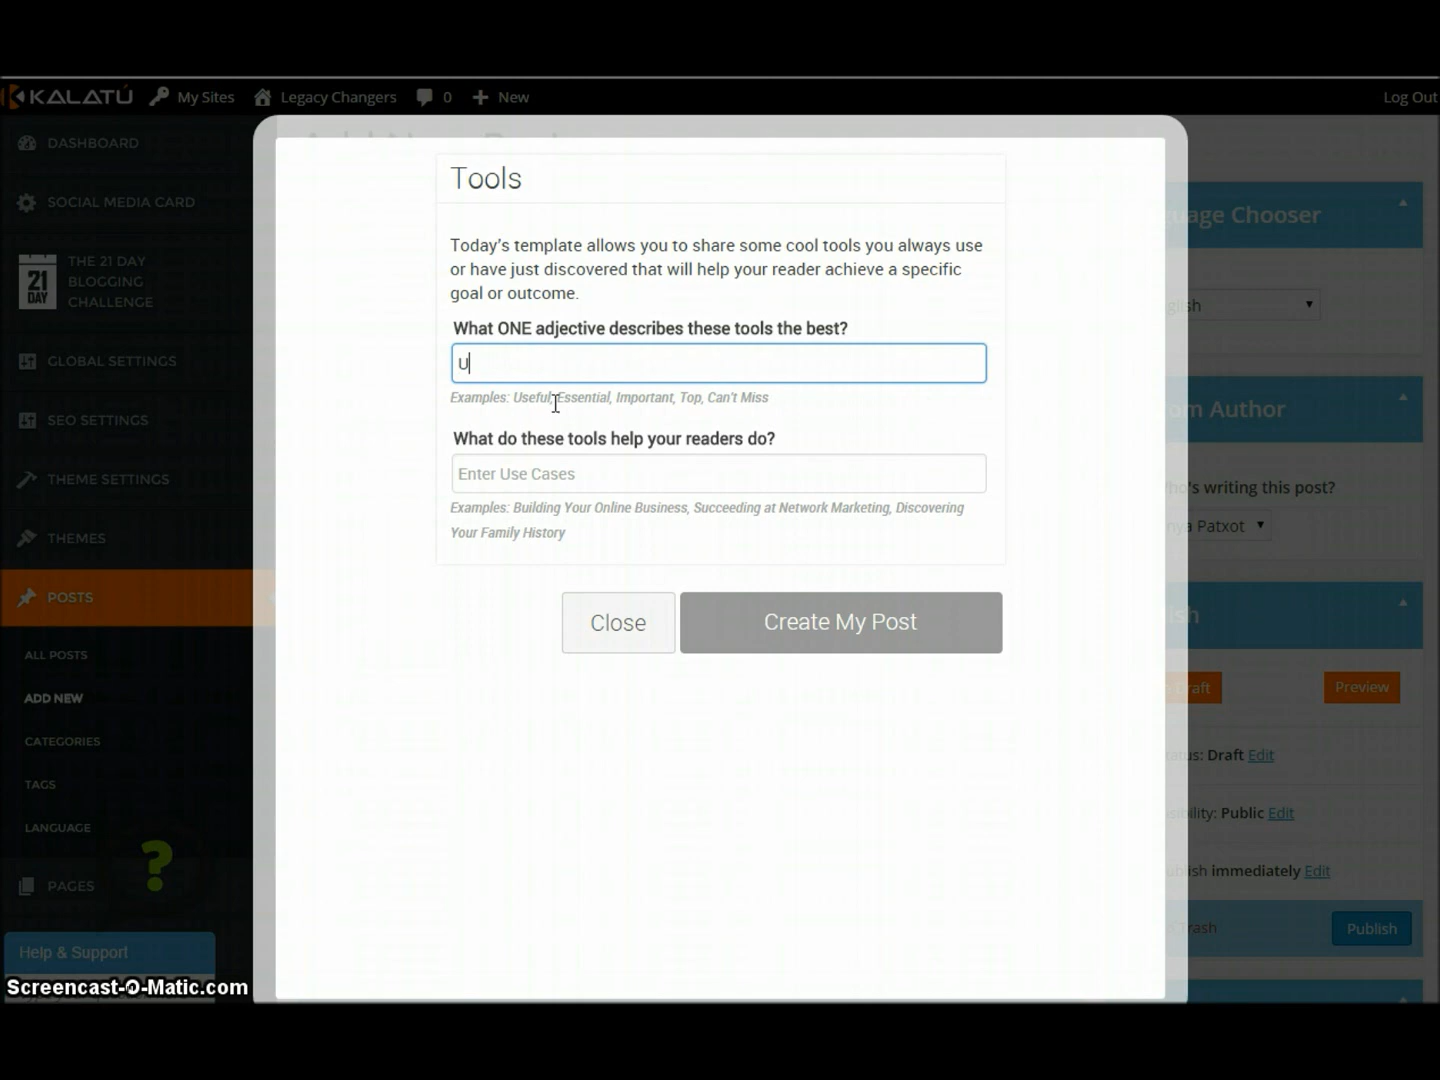 KALATÚ My Sites Legacy Changers 0 New Log Out
DASHBOARD
SOCIAL MEDIA CARD
21 DAY
THE 21 DAY
BLOGGING
CHALLENGE
GLOBAL SETTINGS
SEO SETTINGS
THEME SETTINGS
THEMES
POSTS
ALL POSTS
ADD NEW
CATEGORIES
TAGS
LANGUAGE
?
PAGES
Help & Support
Screencast-O-Matic.com
Tools
Today's template allows you to share some cool tools you always use
or have just discovered that will help your reader achieve a specific
goal or outcome.
What ONE adjective describes these tools the best?
U
Examples: Useful, Essential, Important, Top, Can't Miss
What do these tools help your readers do?
Enter Use Cases
Examples: Building Your Online Business, Succeeding at Network Marketing, Discovering
Your Family History
Close
Create My Post
Chooser
Author
writing this post?
Patxot
Preview
Draft Edit
Public Edit
immediately Edit
Trash
Publish